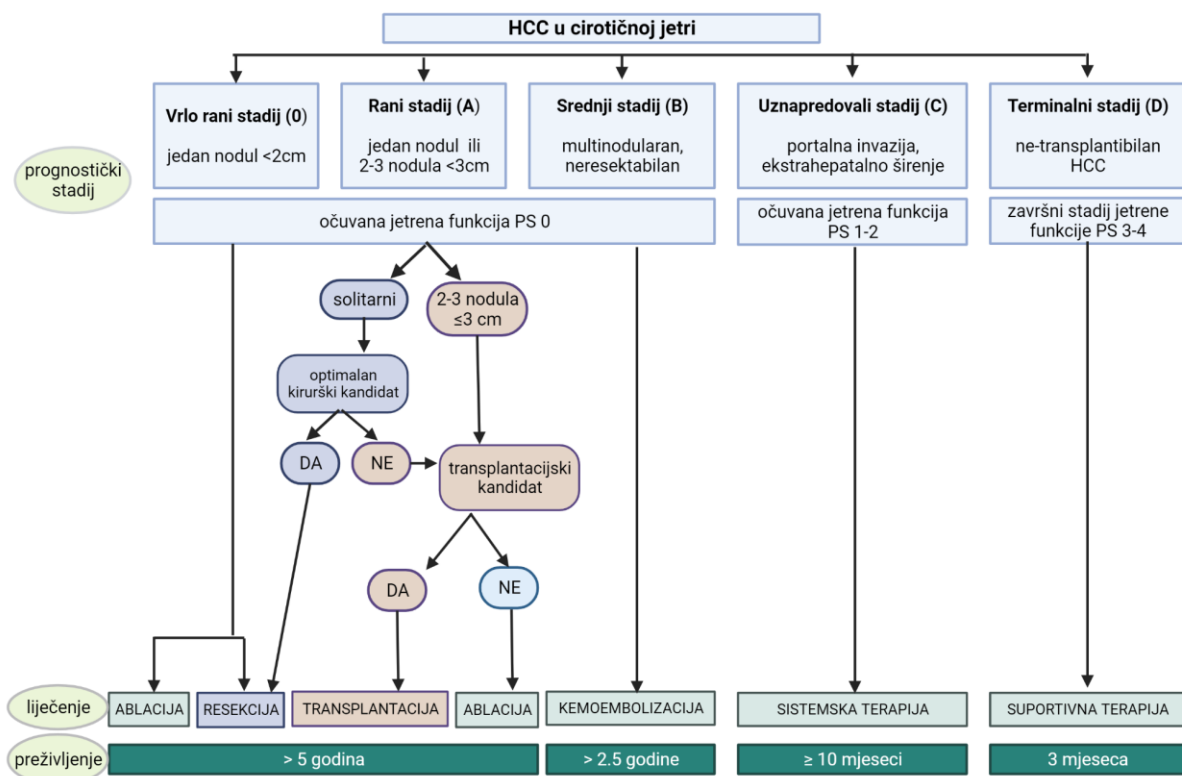 HCC u cirotičnoj jetri
Vrlo rani stadij (0)
jedan nodul <2cm
Rani stadij (A)
jedan nodul ili
2-3 nodula <3cm
Srednji stadij (B)
multinodularan,
neresektabilan
Uznapredovali stadij (C)
portalna invazija,
ekstrahepatalno širenje
Terminalni stadij (D)
ne-transplantibilan
HCC
prognostički
stadij
očuvana jetrena funkcija PS 0
očuvana jetrena funkcija
PS 1-2
završni stadij jetrene
funkcije PS 3-4
solitarni
2-3 nodula
≤3 cm
optimalan
kirurški kandidat
DA
NE
transplantacijski
kandidat
DA
NE
liječenje
ABLACIJA
RESEKCIJA
TRANSPLANTACIJA
ABLACIJA
KEMOEMBOLIZACIJA
SISTEMSKA TERAPIJA
SUPORTIVNA TERAPIJA
preživljenje
> 5 godina
> 2.5 godine
≥ 10 mjeseci
3 mjeseca